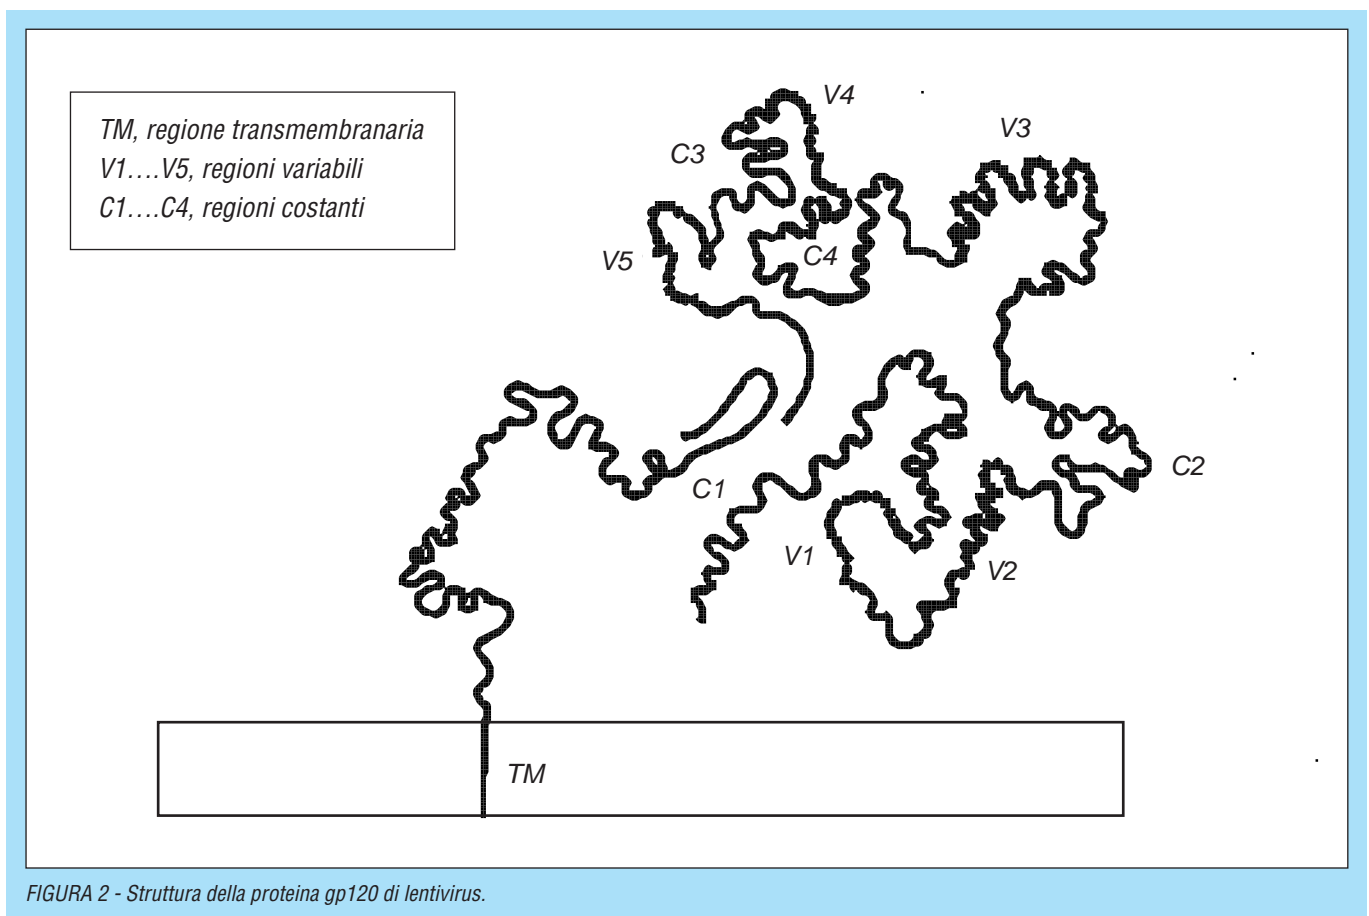 TM, regione transmembranaria
V1....V5, regioni variabili
C1....C4, regioni costanti
V4
V3
C3
V5
C4
C2
C1
V1
V2
TM
FIGURA 2 - Struttura della proteina gp120 di lentivirus.